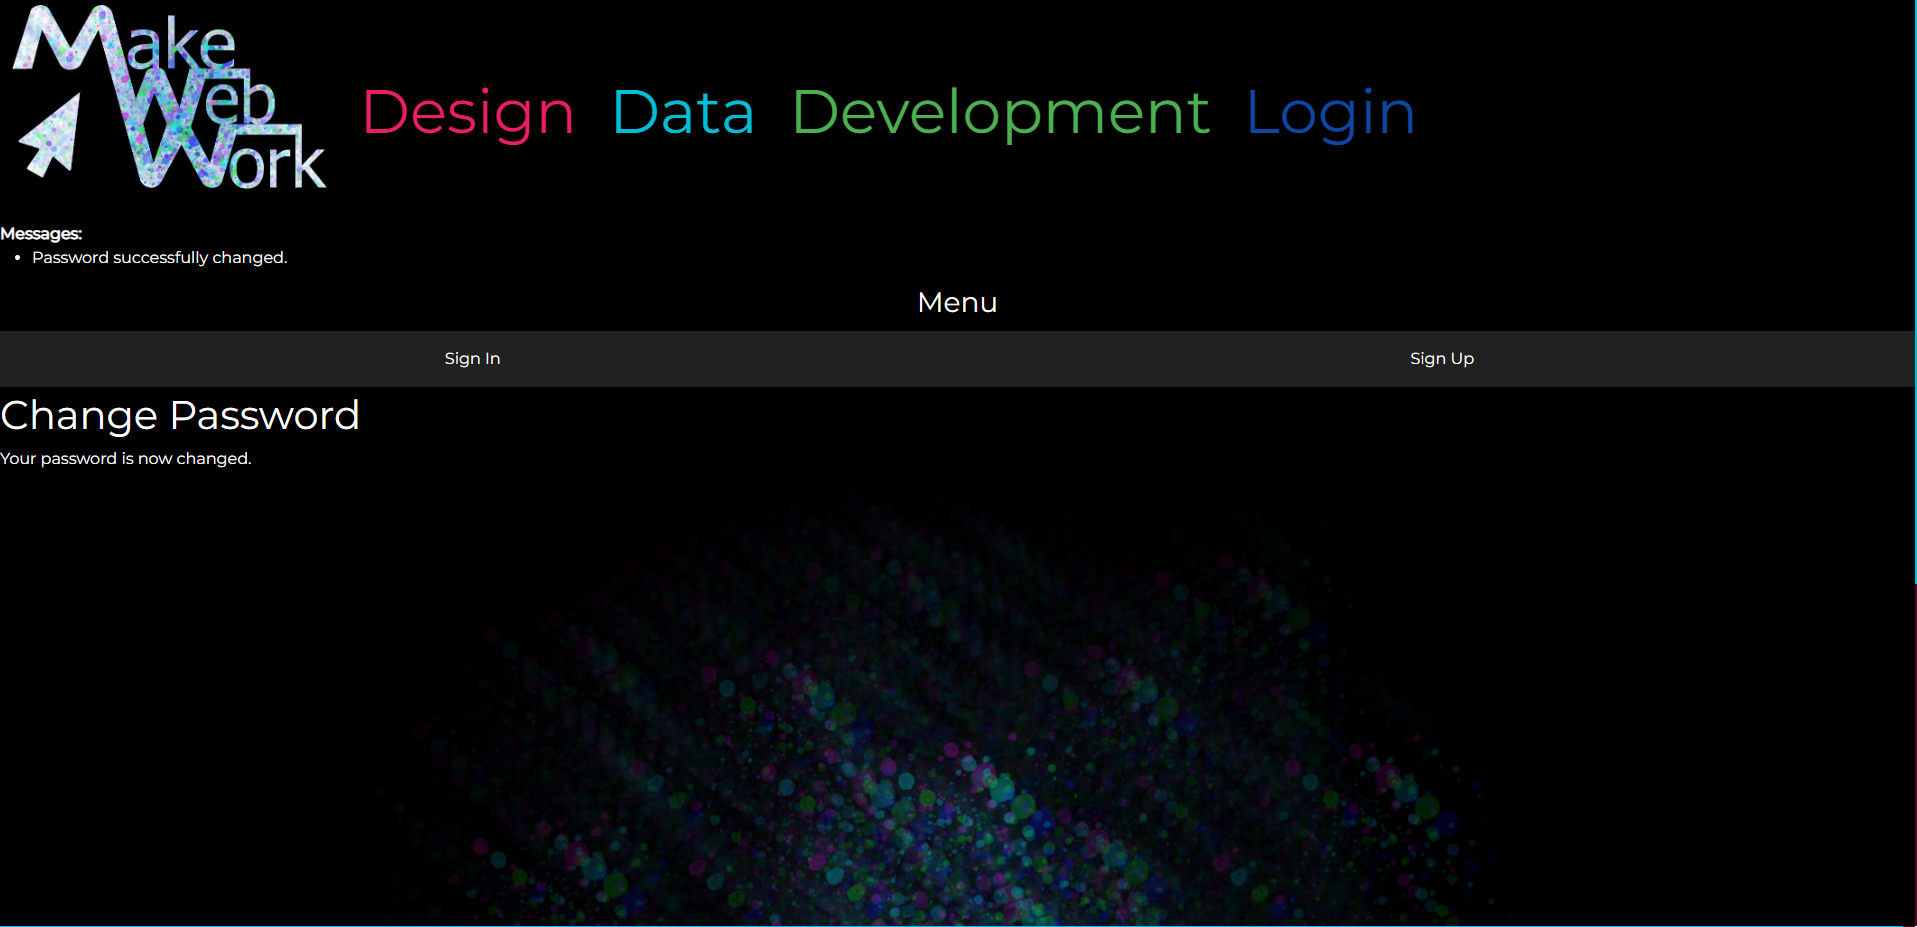 Make
Web
Work
Design Data Development Login
Messages:
Password successfully changed.
Menu
Sign In Sign Up
Change Password
Your password is now changed.